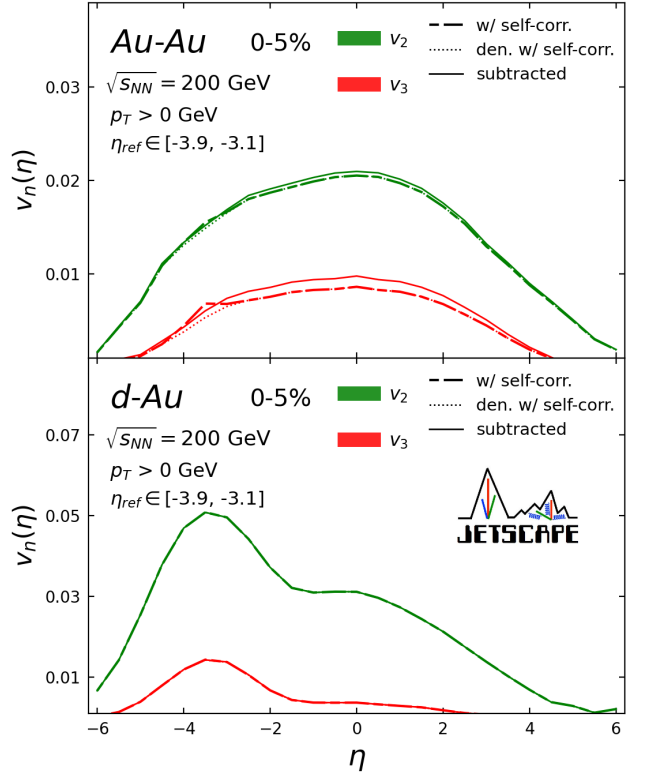 Au-Au 0-5% v2 w/ self-corr.
den. w/ self-corr.
√sNN = 200 GeV v3 subtracted
pT > 0 GeV
ηref ∈ [-3.9, -3.1]
0.03
0.02
0.01
vn(η)
d-Au 0-5% v2 w/ self-corr.
den. w/ self-corr.
√sNN = 200 GeV v3 subtracted
pT > 0 GeV
ηref ∈ [-3.9, -3.1]
JETSCAPE
0.07
0.05
0.03
0.01
vn(η)
−6 −4 −2 0 2 4 6
η